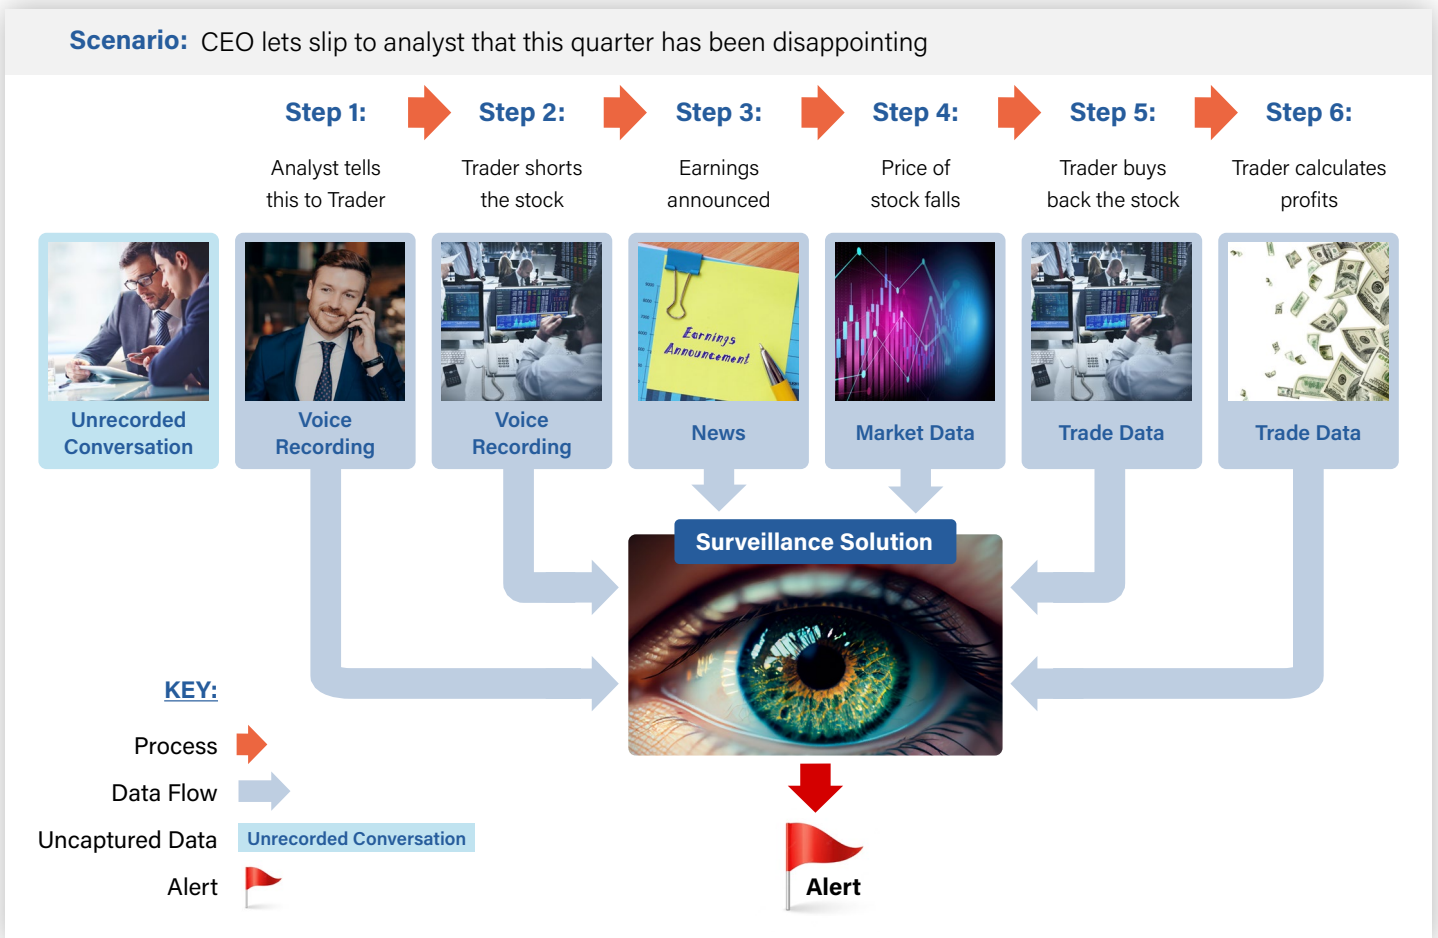 Scenario: CEO lets slip to analyst that this quarter has been disappointing
Step 1:
Step 2:
Step 3:
Step 4:
Step 5:
Step 6:
Analyst tells
this to Trader
Trader shorts
the stock
Earnings
announced
Price of
stock falls
Trader buys
back the stock
Trader calculates
profits
Earnings
Announcement
Unrecorded
Conversation
Voice
Recording
Voice
Recording
News
Market Data
Trade Data
Trade Data
Surveillance Solution
KEY:
Process
Data Flow
Uncaptured Data
Unrecorded Conversation
Alert
Alert